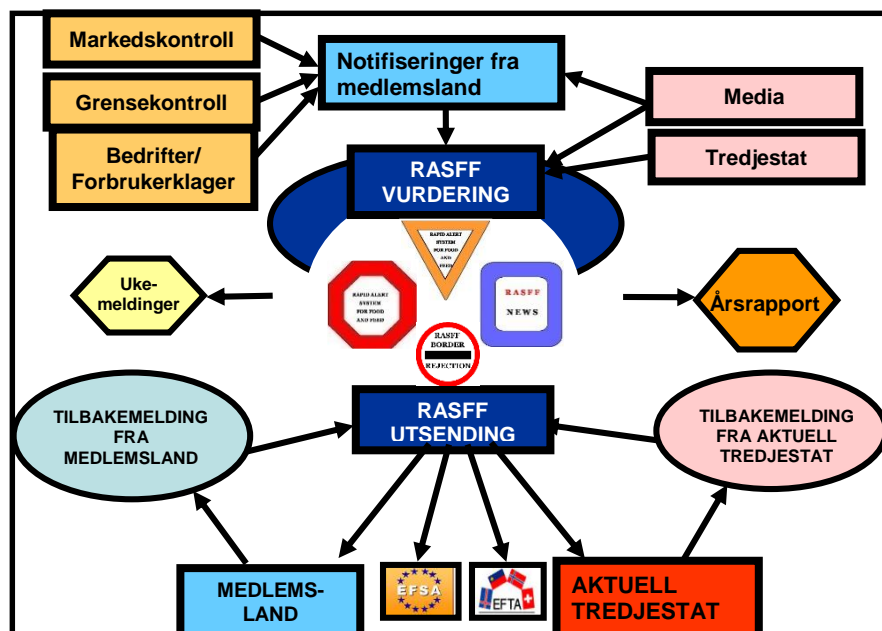 Markedskontroll
Notifiseringer fra
medlemsland
Grensekontroll
Media
Bedrifter/
Forbrukerklager
Tredjestat
RASFF
VURDERING
RAPID ALERT
SYSTEM
FOR FOOD
AND
FEED
Uke-
meldinger
RAPID ALERT
SYSTEM
FOR FOOD
AND FEED
RASFF
NEWS
Årsrapport
RASFF
BORDER
REJECTION
TILBAKEMELDING
FRA
MEDLEMSLAND
RASFF
UTSENDING
TILBAKEMELDING
FRA AKTUELL
TREDJESTAT
MEDLEMS-
LAND
EFSA
EFTA
AKTUELL
TREDJESTAT